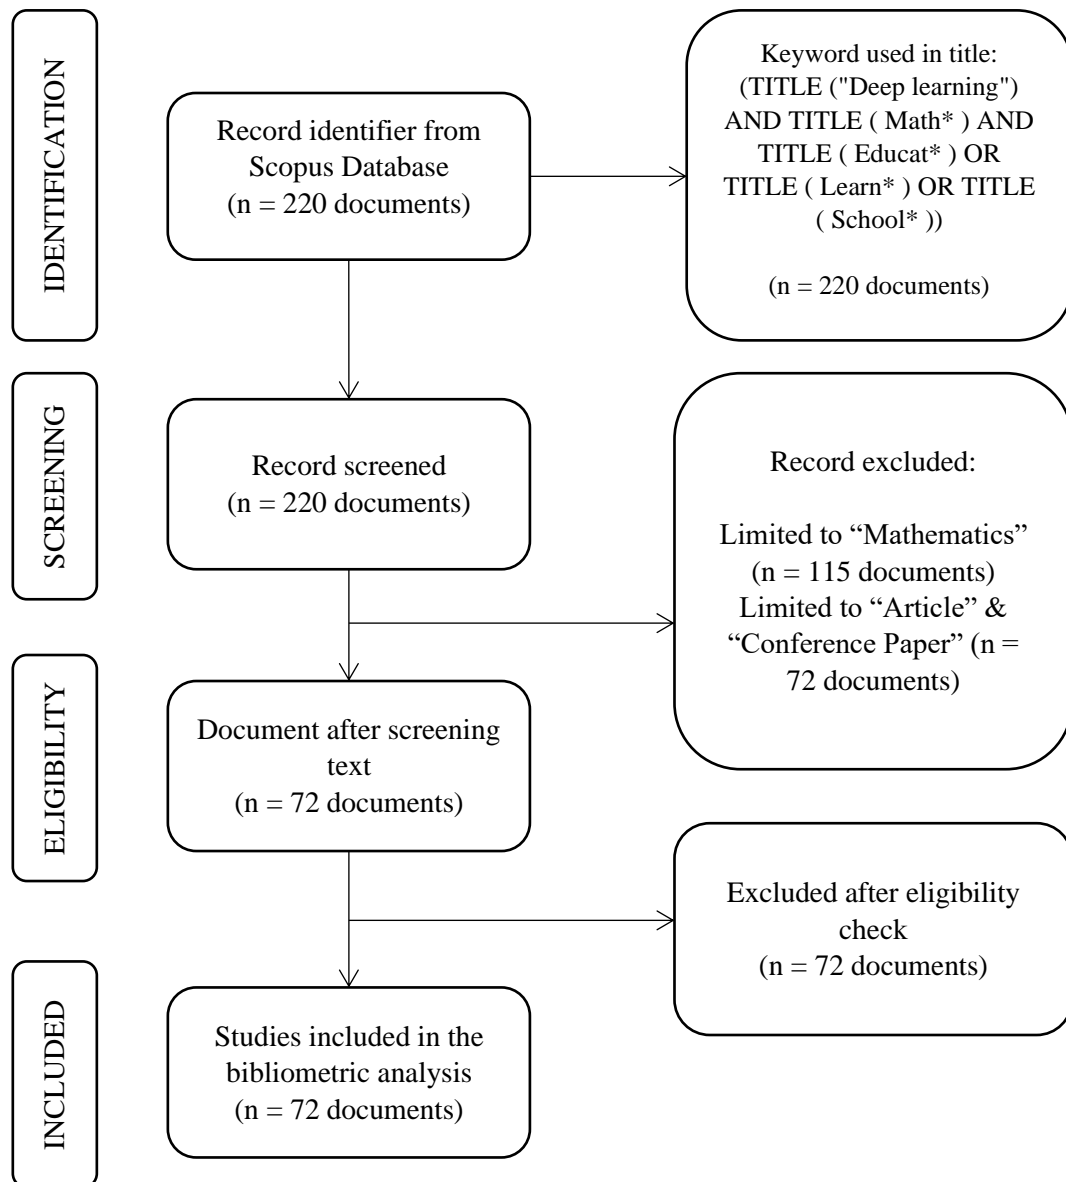 IDENTIFICATION
Record identifier from
Scopus Database
(n = 220 documents)
Keyword used in title:
(TITLE ("Deep learning")
AND TITLE ( Math* ) AND
TITLE ( Educat* ) OR
TITLE ( Learn* ) OR TITLE
( School* ))
(n = 220 documents)
SCREENING
Record screened
(n = 220 documents)
Record excluded:
Limited to “Mathematics”
(n = 115 documents)
Limited to “Article” &
“Conference Paper” (n =
72 documents)
ELIGIBILITY
Document after screening
text
(n = 72 documents)
Excluded after eligibility
check
(n = 72 documents)
INCLUDED
Studies included in the
bibliometric analysis
(n = 72 documents)